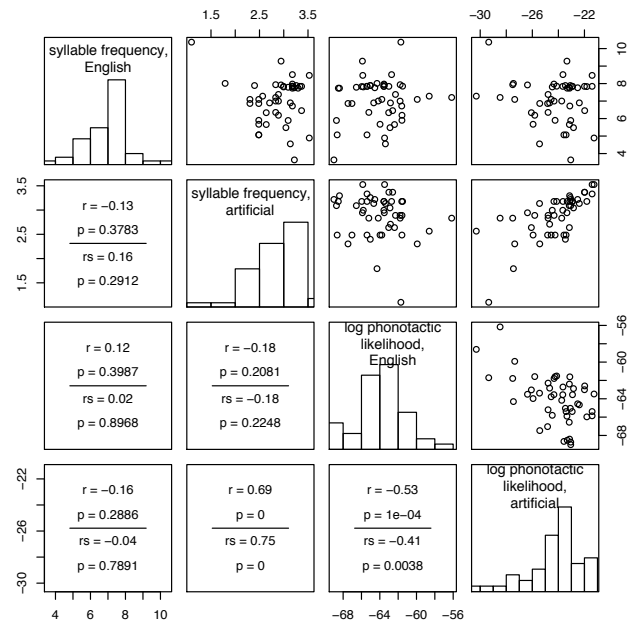 1.5 2.5 3.5
−30 −26 −22
syllable frequency,
English
4 6 8 10
1.5 2.5 3.5
r = −0.13
p = 0.3783
rs = 0.16
p = 0.2912
syllable frequency,
artificial
r = 0.12
p = 0.3987
rs = 0.02
p = 0.8968
r = −0.18
p = 0.2081
rs = −0.18
p = 0.2248
log phonotactic
likelihood,
English
−68 −64 −60 −56
−30 −26 −22
r = −0.16
p = 0.2886
rs = −0.04
p = 0.7891
r = 0.69
p = 0
rs = 0.75
p = 0
r = −0.53
p = 1e−04
rs = −0.41
p = 0.0038
log phonotactic
likelihood,
artificial
4 6 8 10
−68 −64 −60 −56